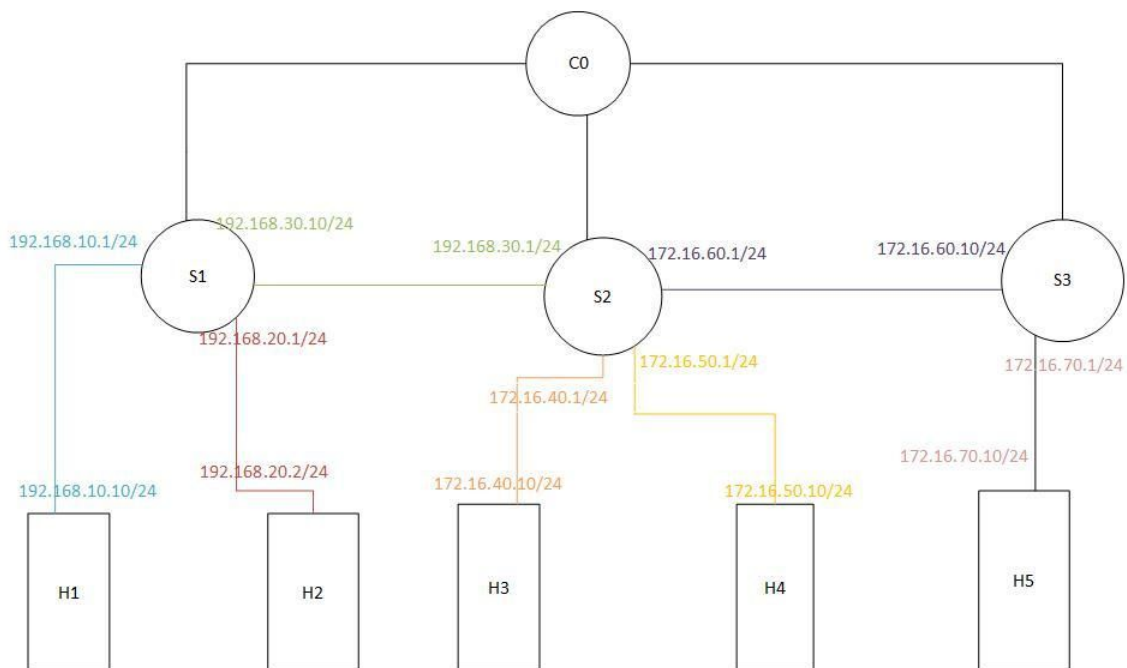 C0
192.168.30.10/24
192.168.10.1/24
192.168.30.1/24
172.16.60.1/24
172.16.60.10/24
S1
S2
S3
192.168.20.1/24
172.16.50.1/24
172.16.70.1/24
172.16.40.1/24
172.16.70.10/24
192.168.20.2/24
172.16.40.10/24
192.168.10.10/24
172.16.50.10/24
H1
H2
H3
H4
H5